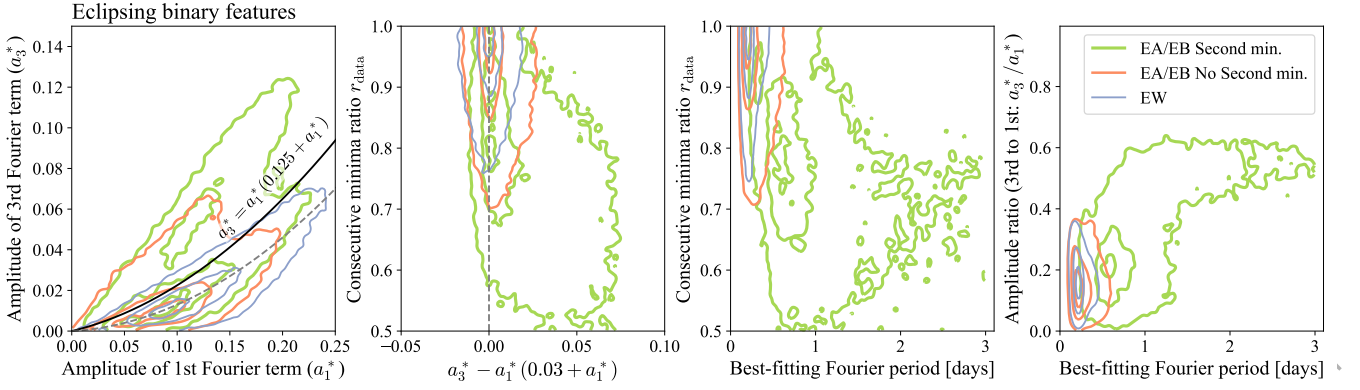 Eclipsing binary features
Amplitude of 3rd Fourier term (a₃*)
0.14
0.12
0.10
0.08
0.06
0.04
0.02
0.00
a₃* = a₁*(0.125 + a₁*)
0.00 0.05 0.10 0.15 0.20 0.25
Amplitude of 1st Fourier term (a₁*)
Consecutive minima ratio r_data
1.0
0.9
0.8
0.7
0.6
0.5
−0.05 0.00 0.05 0.10
a₃* − a₁*(0.03 + a₁*)
Consecutive minima ratio r_data
1.0
0.9
0.8
0.7
0.6
0.5
0 1 2 3
Best-fitting Fourier period [days]
Amplitude ratio (3rd to 1st: a₃*/a₁*)
0.8
0.6
0.4
0.2
0.0
EA/EB Second min.
EA/EB No Second min.
EW
0 1 2 3
Best-fitting Fourier period [days]